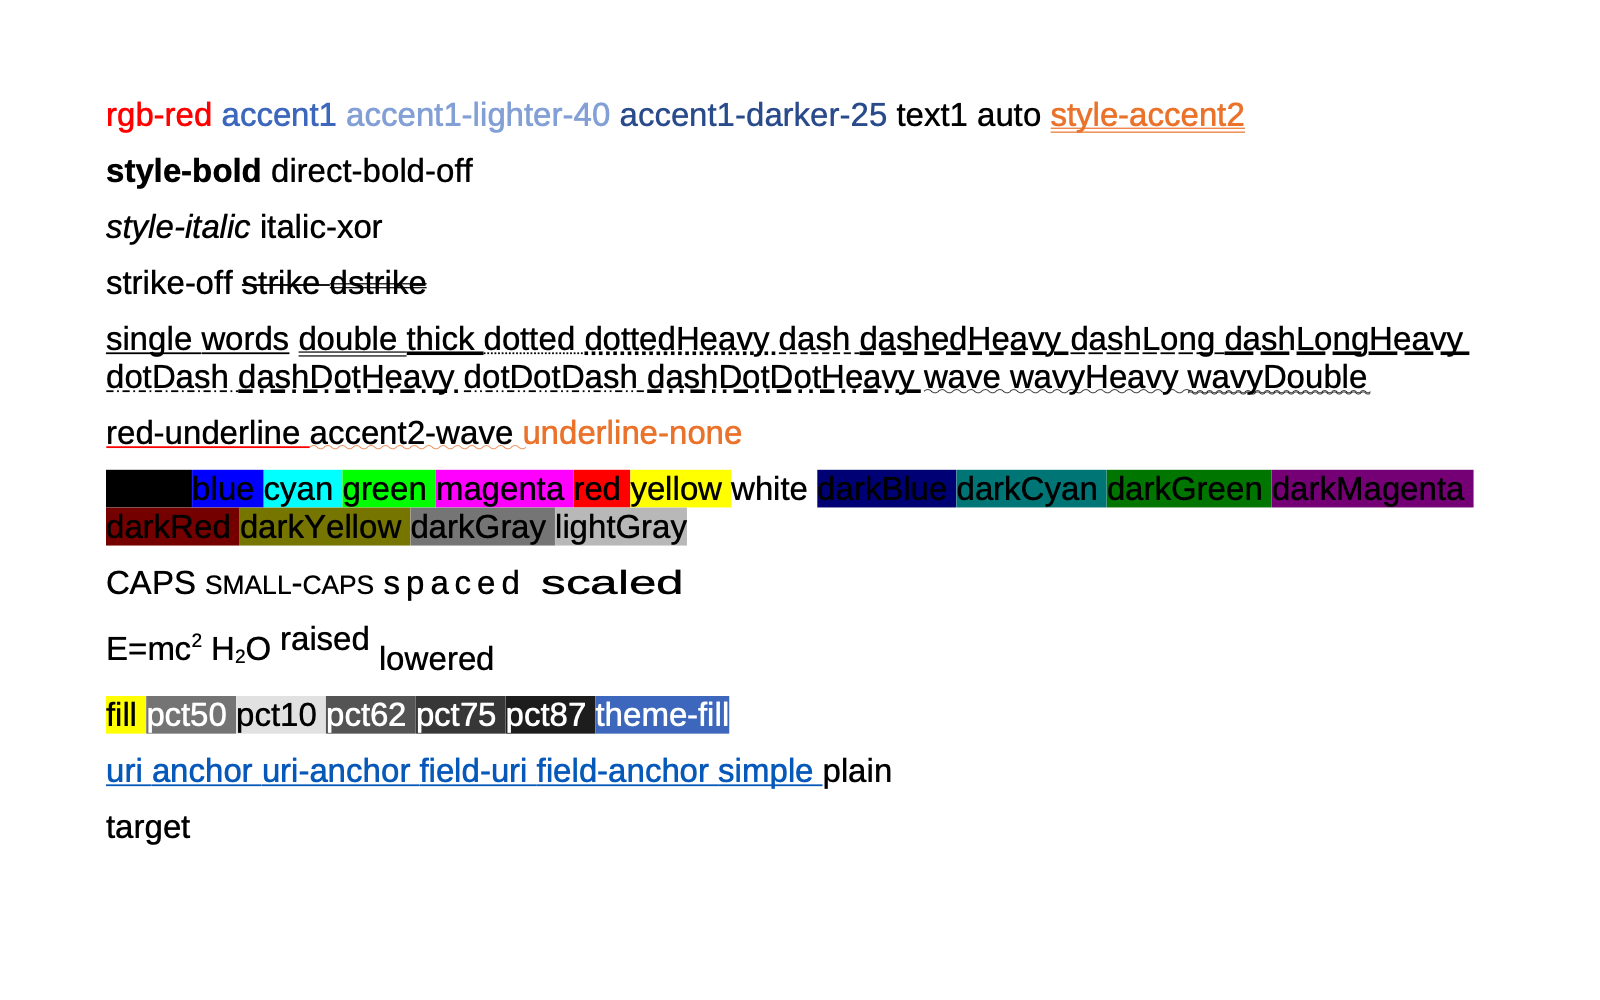 rgb-red accent1 accent1-lighter-40 accent1-darker-25 text1 auto style-accent2
style-bold direct-bold-off
style-italic italic-xor
strike-off strike dstrike
single words double thick dotted dottedHeavy dash dashedHeavy dashLong dashLongHeavy
dotDash dashDotHeavy dotDotDash dashDotDotHeavy wave wavyHeavy wavyDouble
red-underline accent2-wave underline-none
blue cyan green magenta red yellow white darkBlue darkCyan darkGreen darkMagenta
darkRed darkYellow darkGray lightGray
CAPS SMALL-CAPS spaced scaled
E=mc² H₂O raised lowered
fill pct50 pct10 pct62 pct75 pct87 theme-fill
uri anchor uri-anchor field-uri field-anchor simple plain
target